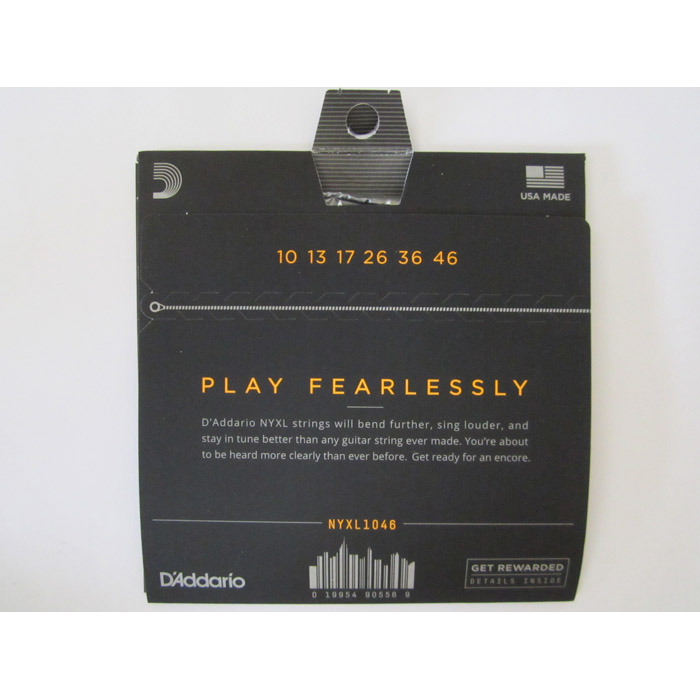 USA MADE
10 13 17 26 36 46
PLAY FEARLESSLY
D'Addario NYXL strings will bend further, sing louder, and
stay in tune better than any guitar string ever made. You're about
to be heard more clearly than ever before. Get ready for an encore.
NYXL1046
D'Addario
0 19954 90556 9
GET REWARDED
DETAILS INSIDE